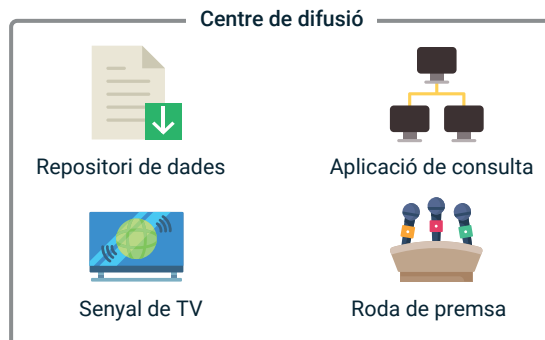 Centre de difusió
Repositori de dades
Aplicació de consulta
Senyal de TV
Roda de premsa